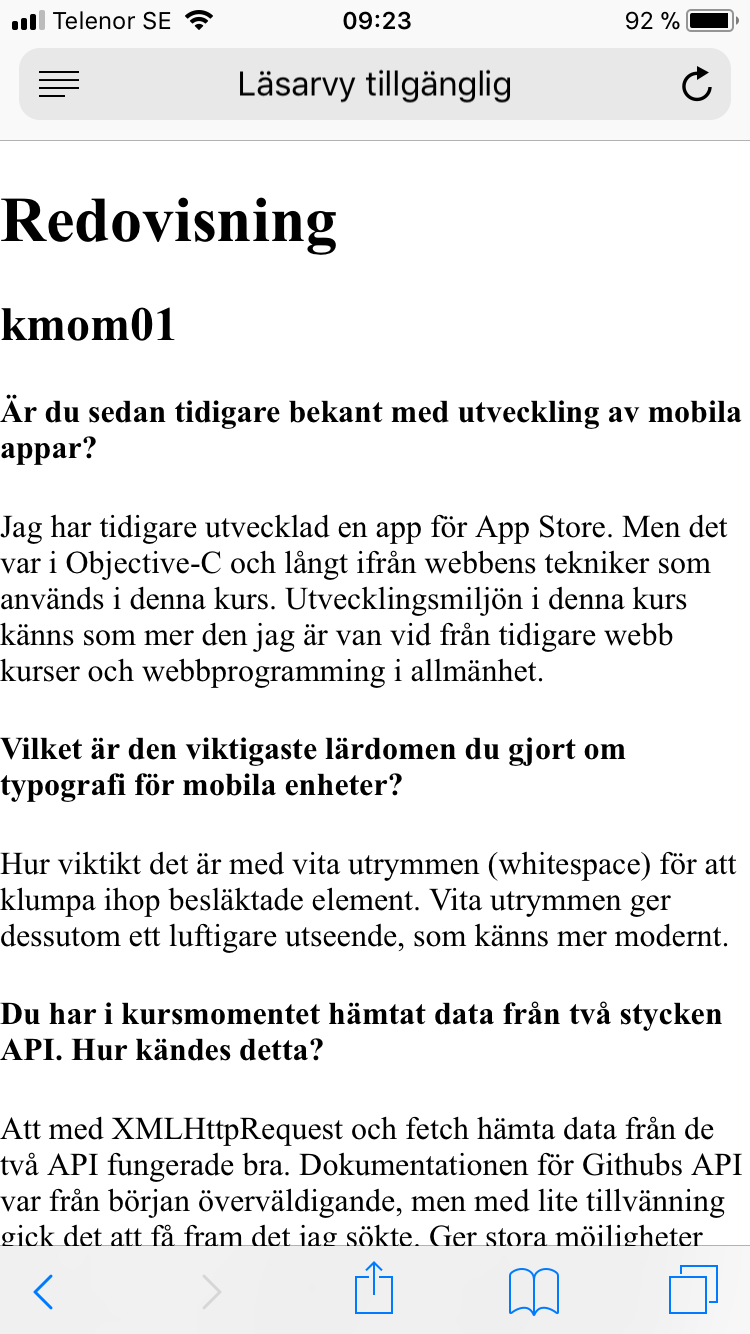 Telenor SE 09:23 92 %
Läsarvy tillgänglig
Redovisning
kmom01
Är du sedan tidigare bekant med utveckling av mobila
appar?
Jag har tidigare utvecklad en app för App Store. Men det
var i Objective-C och långt ifrån webbens tekniker som
används i denna kurs. Utvecklingsmiljön i denna kurs
känns som mer den jag är van vid från tidigare webb
kurser och webbprogramming i allmänhet.
Vilket är den viktigaste lärdomen du gjort om
typografi för mobila enheter?
Hur viktikt det är med vita utrymmen (whitespace) för att
klumpa ihop besläktade element. Vita utrymmen ger
dessutom ett luftigare utseende, som känns mer modernt.
Du har i kursmomentet hämtat data från två stycken
API. Hur kändes detta?
Att med XMLHttpRequest och fetch hämta data från de
två API fungerade bra. Dokumentationen för Githubs API
var från början överväldigande, men med lite tillvänning
gick det att få fram det jag sökte. Ger stora möjligheter